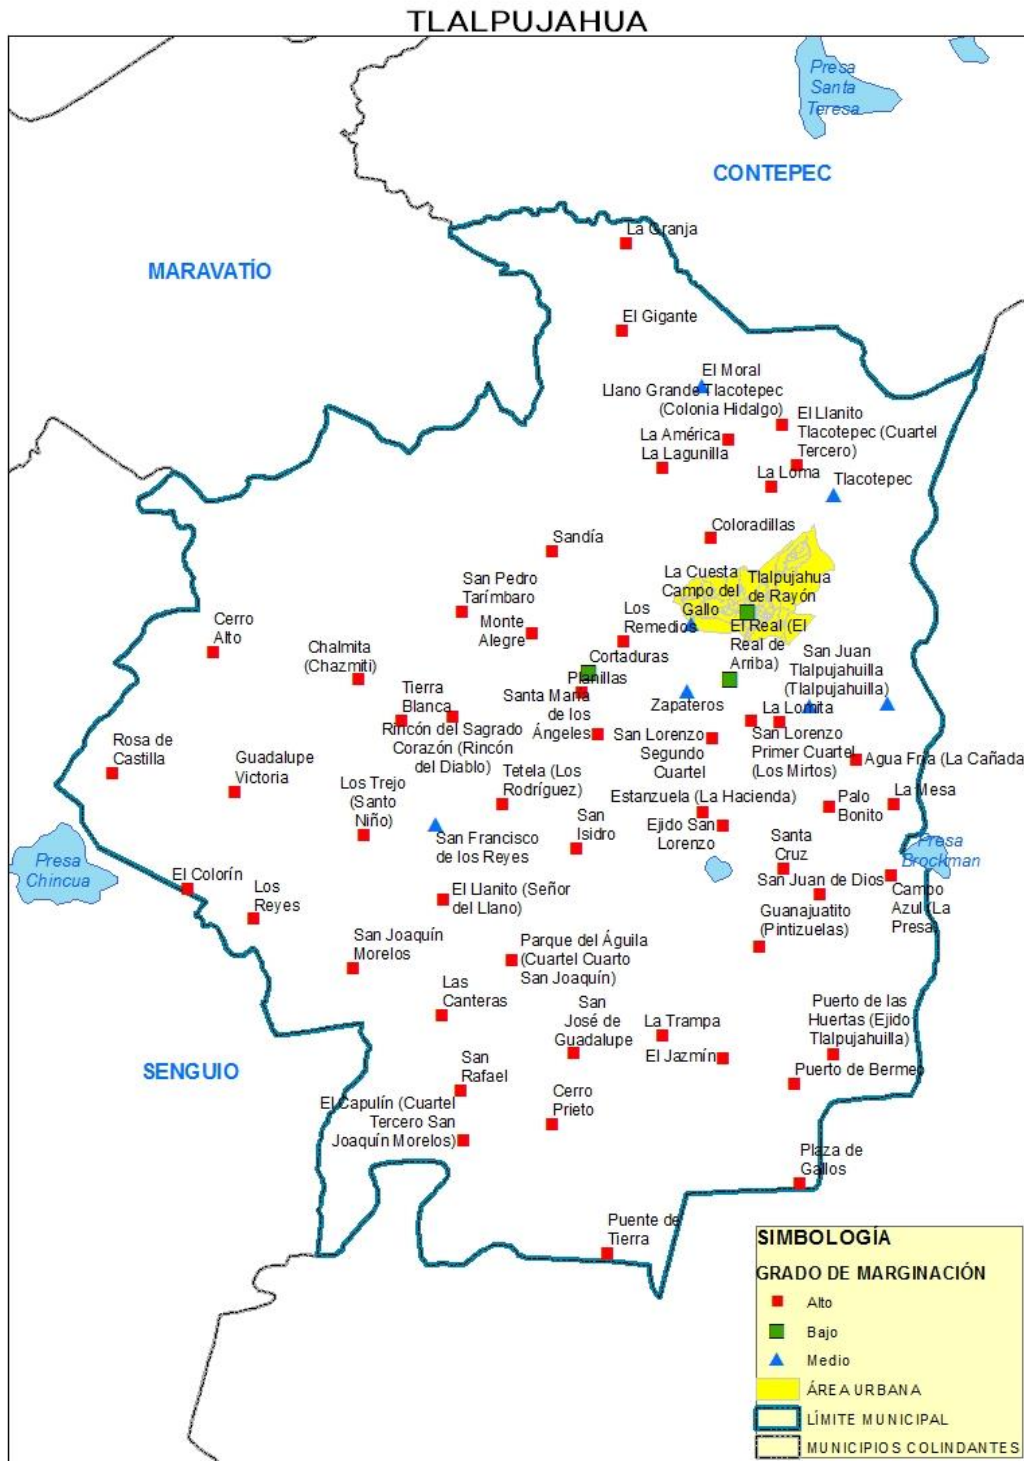 TLALPUJAHUA
Presa
Santa
Teresa
CONTEPEC
La Granja
MARAVATÍO
El Gigante
El Moral
Llano Grande Tlacotepec
(Colonia Hidalgo)
El Llanito
Tlacotepec (Cuartel
Tercero)
La América
La Lagunilla
La Loma
Tlacotepec
Coloradillas
Sandía
La Cuesta
Campo del
Gallo
Tlalpujahua
de Rayón
San Pedro
Tarímbaro
Los
Remedios
Monte
Alegre
El Real (El
Real de
Arriba)
Cerro
Alto
Chalmita
(Chazmiti)
Cortaduras
San Juan
Tlalpujahuilla
(Tlalpujahuilla)
Planillas
Tierra
Blanca
Santa María
de los
Ángeles
Zapateros
La Lomita
Rincón del Sagrado
Corazón (Rincón
del Diablo)
San Lorenzo
Segundo
Cuartel
San Lorenzo
Primer Cuartel
(Los Mirtos)
Rosa de
Castilla
Guadalupe
Victoria
Agua Fría (La Cañada
Los Trejo
(Santo
Niño)
Tetela (Los
Rodríguez)
Estanzuela (La Hacienda)
Palo
Bonito
La Mesa
San
Isidro
Ejido San
Lorenzo
San Francisco
de los Reyes
Santa
Cruz
Presa
Brockman
Presa
Chincua
El Colorín
Los
Reyes
El Llanito (Señor
del Llano)
San Juan de Dios
Campo
Azul (La
Presa)
Guanajuatito
(Pintizuelas)
San Joaquín
Morelos
Parque del Águila
(Cuartel Cuarto
San Joaquín)
Las
Canteras
San
José de
Guadalupe
La Trampa
El Jazmín
Puerto de las
Huertas (Ejido
Tlalpujahuilla)
Puerto de Bermeo
SENGUIO
San
Rafael
El Capulín (Cuartel
Tercero San
Joaquín Morelos)
Cerro
Prieto
Plaza de
Gallos
Puente de
Tierra
SIMBOLOGÍA
GRADO DE MARGINACIÓN
Alto
Bajo
Medio
ÁREA URBANA
LÍMITE MUNICIPAL
MUNICIPIOS COLINDANTES